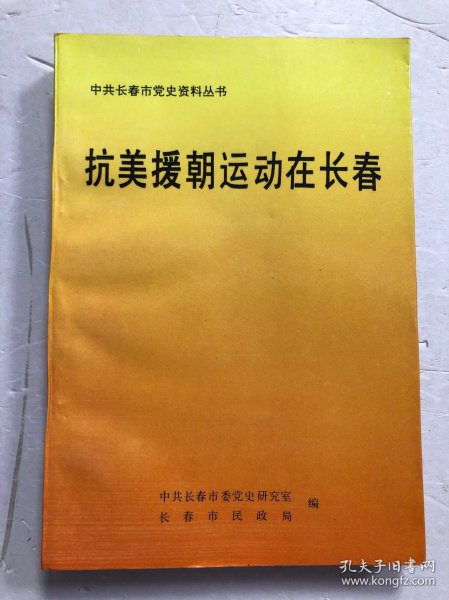 中共长春市党史资料丛书
抗美援朝运动在长春
中共长春市委党史研究室
长春市民政局
编
孔夫子旧书网
www.kongfz.com